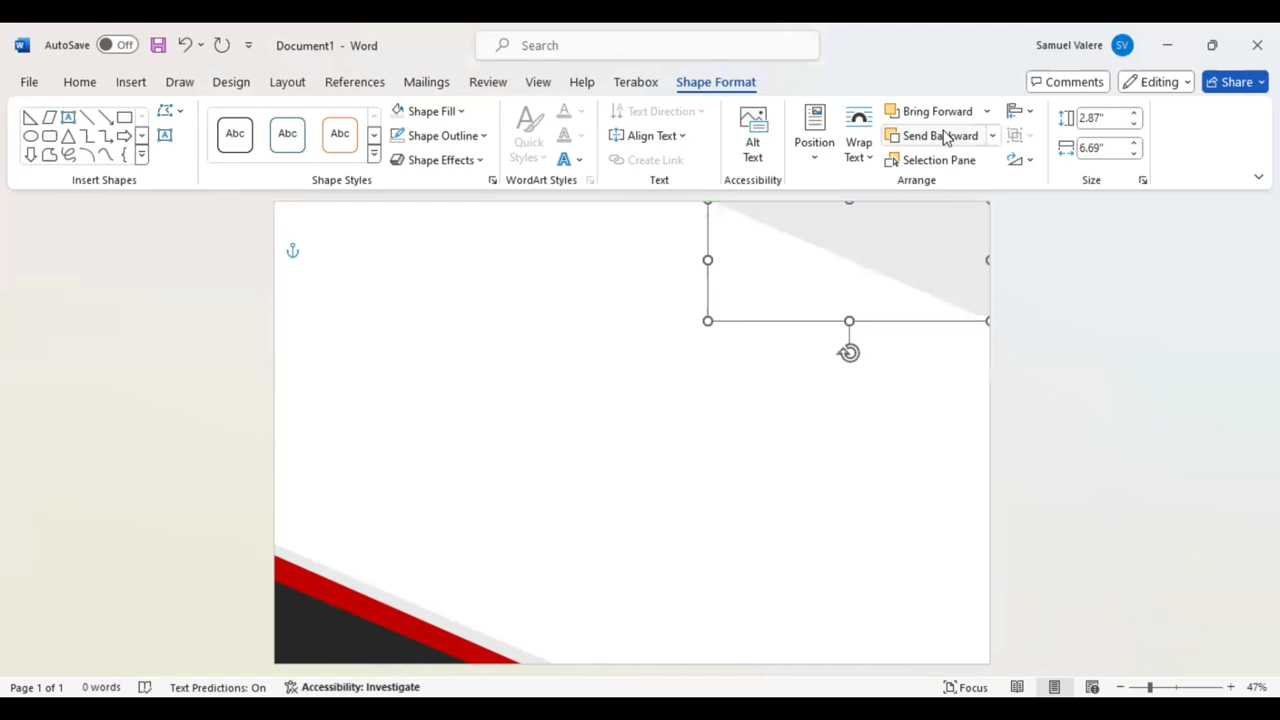 AutoSave Off Document1 - Word Search Samuel Valere SV
File Home Insert Draw Design Layout References Mailings Review View Help Terabox Shape Format Comments Editing Share
Abc Abc Abc
Shape Fill
Shape Outline
Shape Effects
Quick
Styles
Text Direction
Align Text
Create Link
Alt
Text
Position
Wrap
Text
Bring Forward
Send Backward
Selection Pane
2.87"
6.69"
Insert Shapes Shape Styles WordArt Styles Text Accessibility Arrange Size
Page 1 of 1 0 words Text Predictions: On Accessibility: Investigate Focus 47%